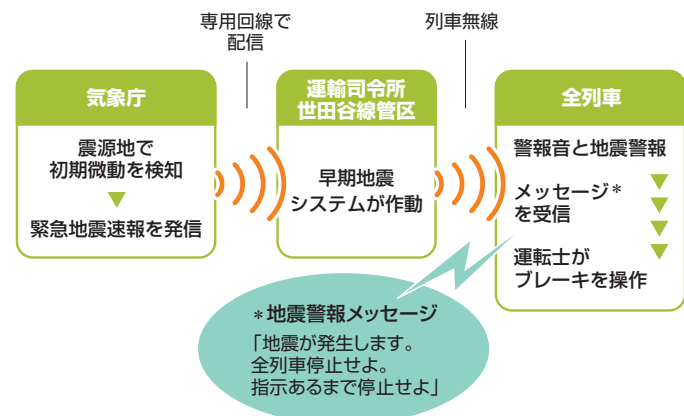 専用回線で
配信
列車無線
気象庁
震源地で
初期微動を検知
▼
緊急地震速報を発信
運輸司令所
世田谷線管区
早期地震
システムが作動
全列車
警報音と地震警報
メッセージ*
を受信
運転士が
ブレーキを操作
*地震警報メッセージ
「地震が発生します。
全列車停止せよ。
指示あるまで停止せよ」